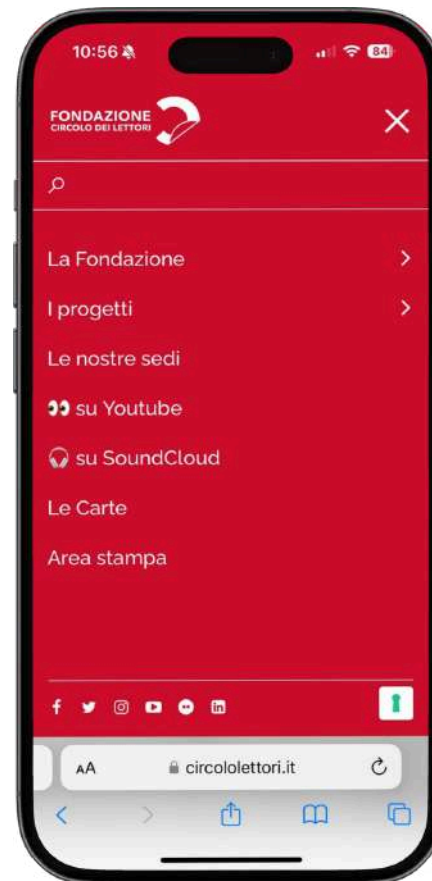 10:56
84
FONDAZIONE
CIRCOLO DEI LETTORI
La Fondazione
I progetti
Le nostre sedi
👀 su Youtube
🎧 su SoundCloud
Le Carte
Area stampa
AA circololettori.it